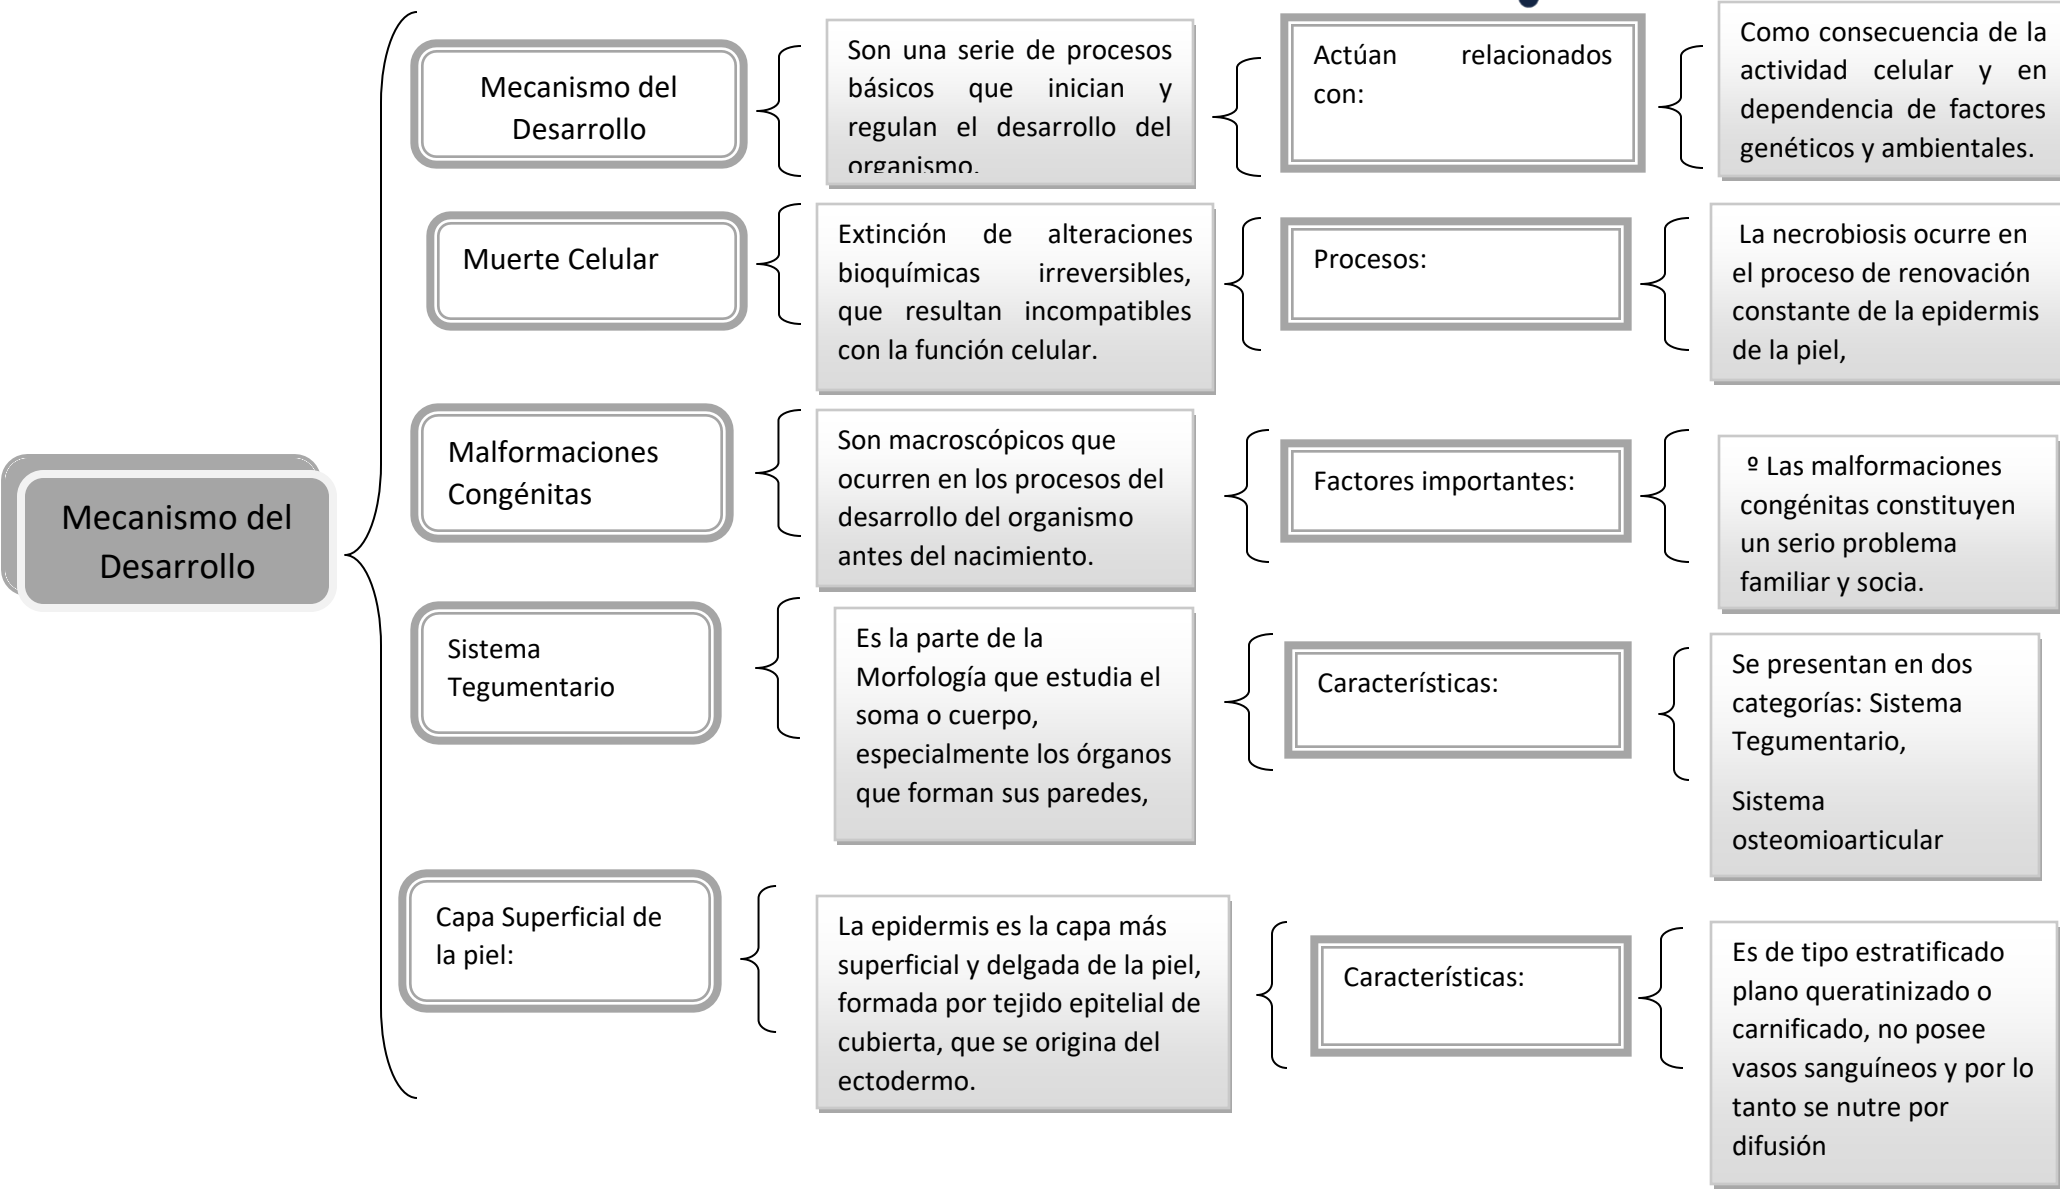 Mecanismo del
Desarrollo
Mecanismo del
Desarrollo
Son una serie de procesos
básicos que inician y
regulan el desarrollo del
organismo.
Actúan relacionados
con:
Como consecuencia de la
actividad celular y en
dependencia de factores
genéticos y ambientales.
Muerte Celular
Extinción de alteraciones
bioquímicas irreversibles,
que resultan incompatibles
con la función celular.
Procesos:
La necrobiosis ocurre en
el proceso de renovación
constante de la epidermis
de la piel,
Malformaciones
Congénitas
Son macroscópicos que
ocurren en los procesos del
desarrollo del organismo
antes del nacimiento.
Factores importantes:
º Las malformaciones
congénitas constituyen
un serio problema
familiar y socia.
Sistema
Tegumentario
Es la parte de la
Morfología que estudia el
soma o cuerpo,
especialmente los órganos
que forman sus paredes,
Características:
Se presentan en dos
categorías: Sistema
Tegumentario,
Sistema
osteomioarticular
Capa Superficial de
la piel:
La epidermis es la capa más
superficial y delgada de la piel,
formada por tejido epitelial de
cubierta, que se origina del
ectodermo.
Características:
Es de tipo estratificado
plano queratinizado o
carnificado, no posee
vasos sanguíneos y por lo
tanto se nutre por
difusión